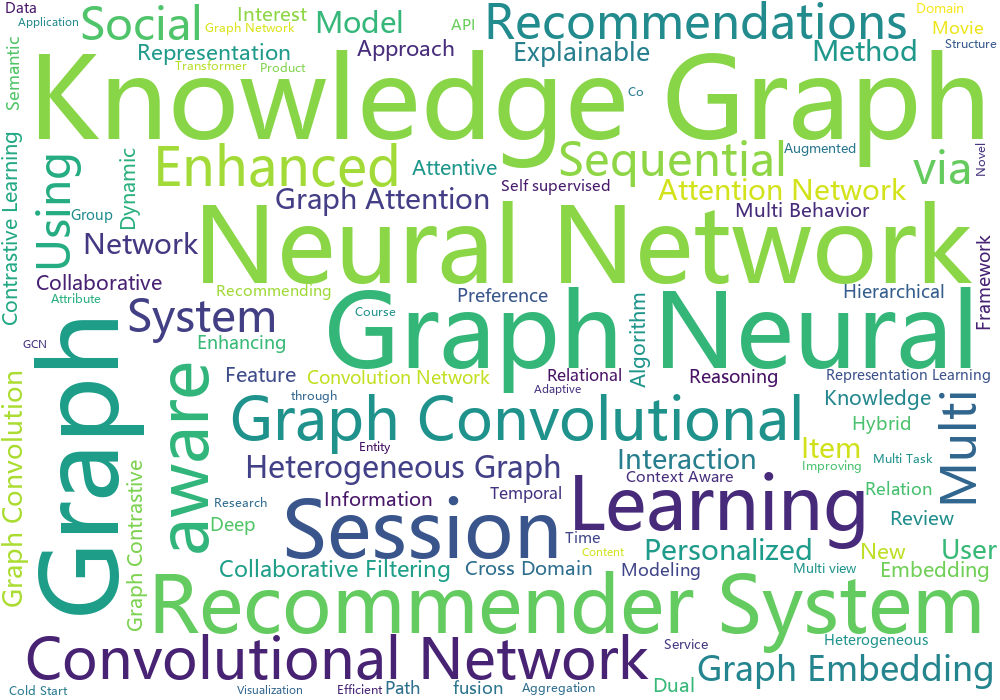 Data
Application
Social
Interest
Graph Network
Model
API
Recommendations
Domain
Movie
Structure
Semantic
Representation
Transformer
Product
Approach
Explainable
Method
Knowledge Graph
Co
Contrastive Learning
Using
Dynamic
Enhanced
Attentive
Sequential
Augmented
via
Novel
Group
Graph Attention
Self supervised
Attention Network
Multi Behavior
Network
Neural Network
Framework
Collaborative
Attribute
Recommending
Preference
Hierarchical
System
Course
Graph Neural
Algorithm
GCN
Enhancing
Graph
aware
Feature
Convolution Network
Relational
Adaptive
Reasoning
Representation Learning
through
Knowledge
Graph Convolution
Graph Convolutional
Hybrid
Multi
Entity
Item
Improving
Interaction
Multi Task
Heterogeneous Graph
Context Aware
Graph Contrastive
Research
Information
Temporal
Learning
Relation
Deep
Session
Time
Review
Content
Personalized
New
User
Collaborative Filtering
Cross Domain
Modeling
Multi view
Embedding
Recommender System
Convolutional Network
Service
Heterogeneous
Graph Embedding
Cold Start
Visualization
Efficient
Path
fusion
Aggregation
Dual